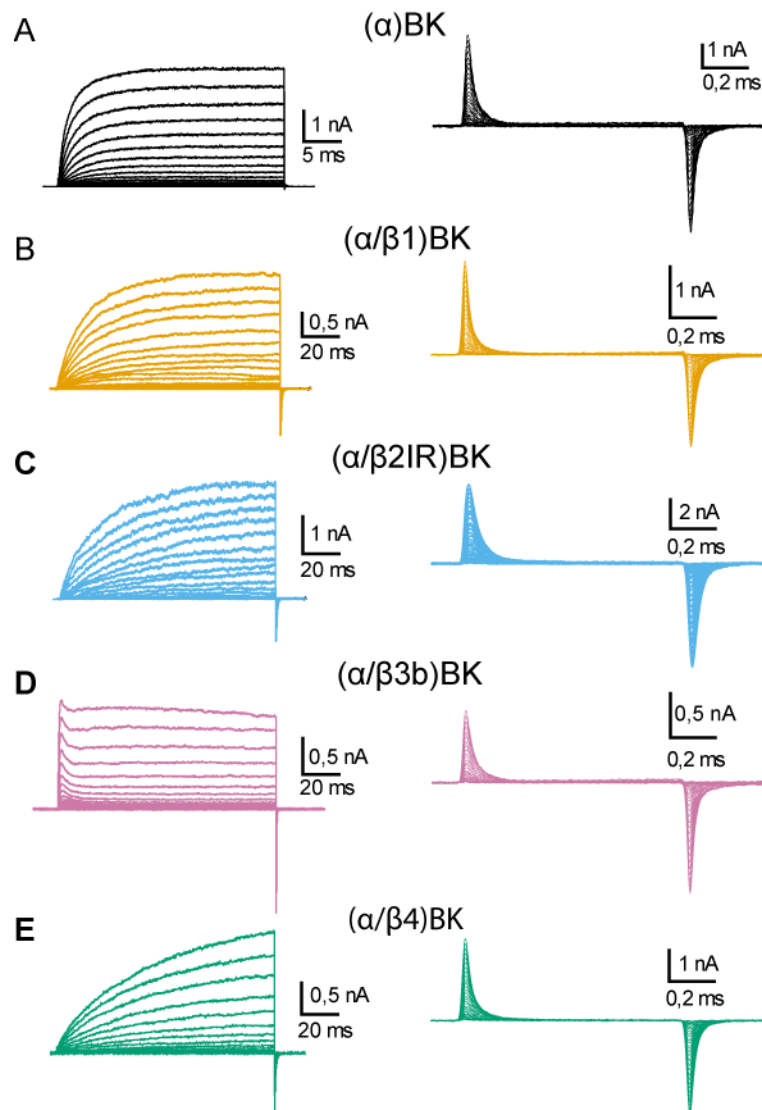 A
(α)BK
1 nA
5 ms
1 nA
0,2 ms
B
(α/β1)BK
0,5 nA
20 ms
1 nA
0,2 ms
C
(α/β2IR)BK
1 nA
20 ms
2 nA
0,2 ms
D
(α/β3b)BK
0,5 nA
20 ms
0,5 nA
0,2 ms
E
(α/β4)BK
0,5 nA
20 ms
1 nA
0,2 ms